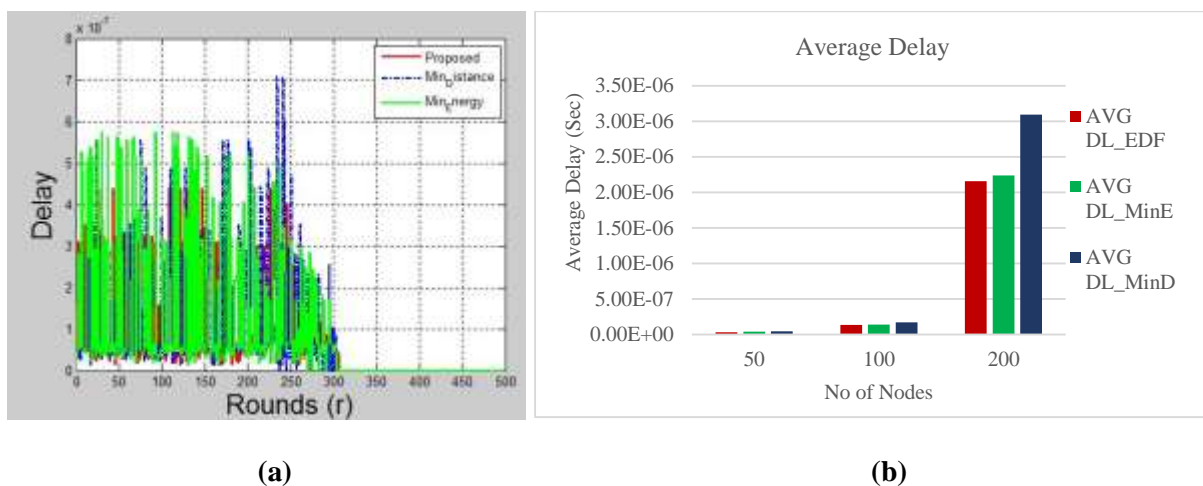 x 10^-7
8
7
6
5
4
3
2
1
0
Delay
0 50 100 150 200 250 300 350 400 450 500
Rounds (r)
Proposed
Min_Distance
Min_Energy
(a)
Average Delay
3.50E-06
3.00E-06
2.50E-06
2.00E-06
1.50E-06
1.00E-06
5.00E-07
0.00E+00
Average Delay (Sec)
50 100 200
No of Nodes
AVG
DL_EDF
AVG
DL_MinE
AVG
DL_MinD
(b)